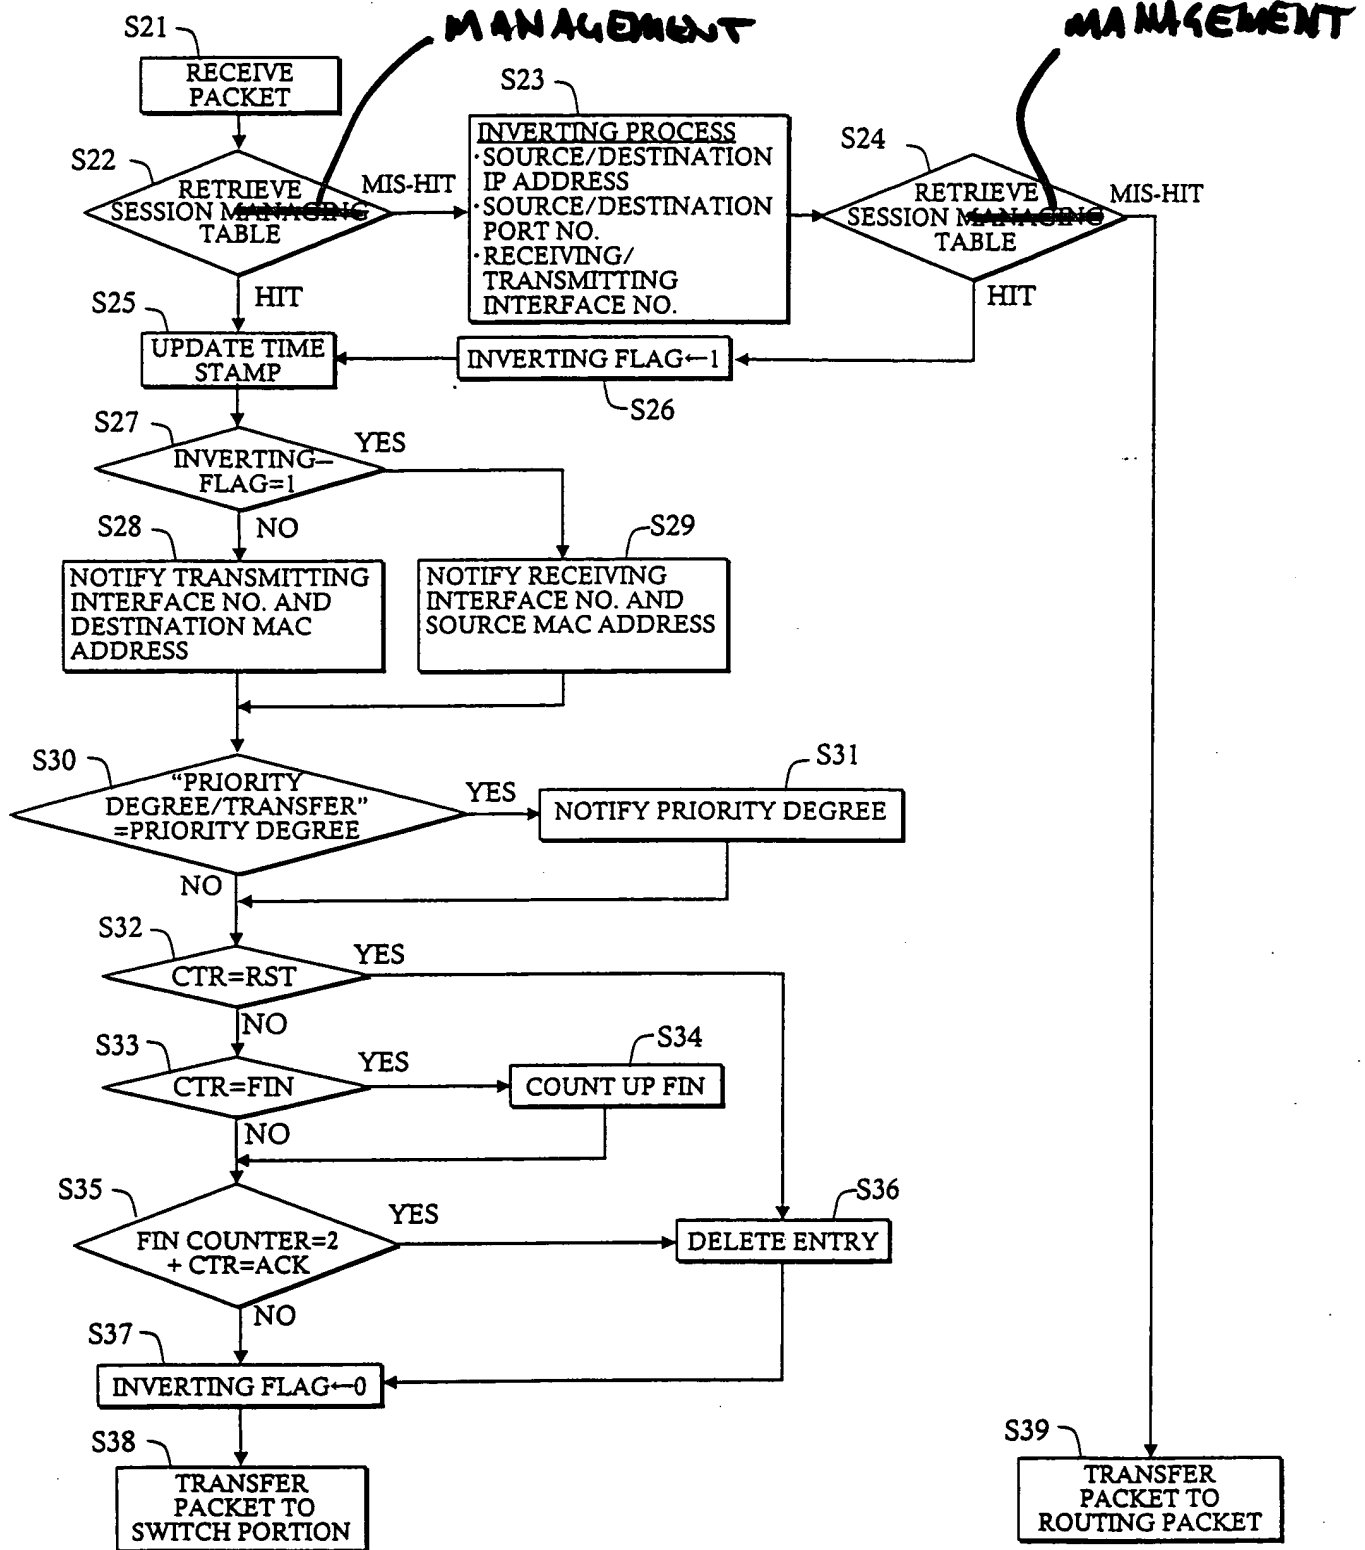 MANAGEMENT
MANAGEMENT
S21
RECEIVE
PACKET
S22
RETRIEVE
SESSION MANAGING
TABLE
MIS-HIT
HIT
S23
INVERTING PROCESS
·SOURCE/DESTINATION
IP ADDRESS
·SOURCE/DESTINATION
PORT NO.
·RECEIVING/
TRANSMITTING
INTERFACE NO.
S24
RETRIEVE
SESSION MANAGING
TABLE
MIS-HIT
HIT
S25
UPDATE TIME
STAMP
INVERTING FLAG←1
S26
S27
INVERTING–
FLAG=1
YES
NO
S28
NOTIFY TRANSMITTING
INTERFACE NO. AND
DESTINATION MAC
ADDRESS
S29
NOTIFY RECEIVING
INTERFACE NO. AND
SOURCE MAC ADDRESS
S30
“PRIORITY
DEGREE/TRANSFER”
=PRIORITY DEGREE
YES
NO
S31
NOTIFY PRIORITY DEGREE
S32
CTR=RST
YES
NO
S33
CTR=FIN
YES
NO
S34
COUNT UP FIN
S35
FIN COUNTER=2
+ CTR=ACK
YES
NO
S36
DELETE ENTRY
S37
INVERTING FLAG←0
S38
TRANSFER
PACKET TO
SWITCH PORTION
S39
TRANSFER
PACKET TO
ROUTING PACKET